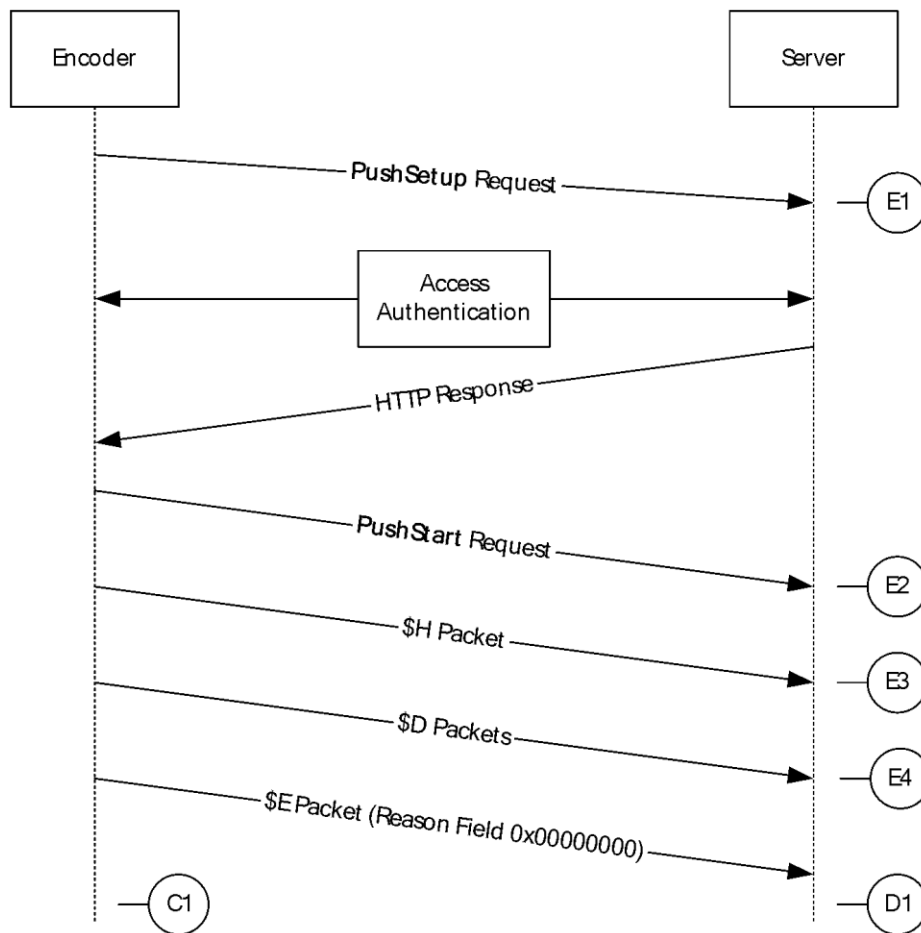 Encoder
Server
PushSetup Request
E1
Access
Authentication
HTTP Response
PushStart Request
E2
$H Packet
E3
$D Packets
E4
$E Packet (Reason Field 0x00000000)
C1
D1